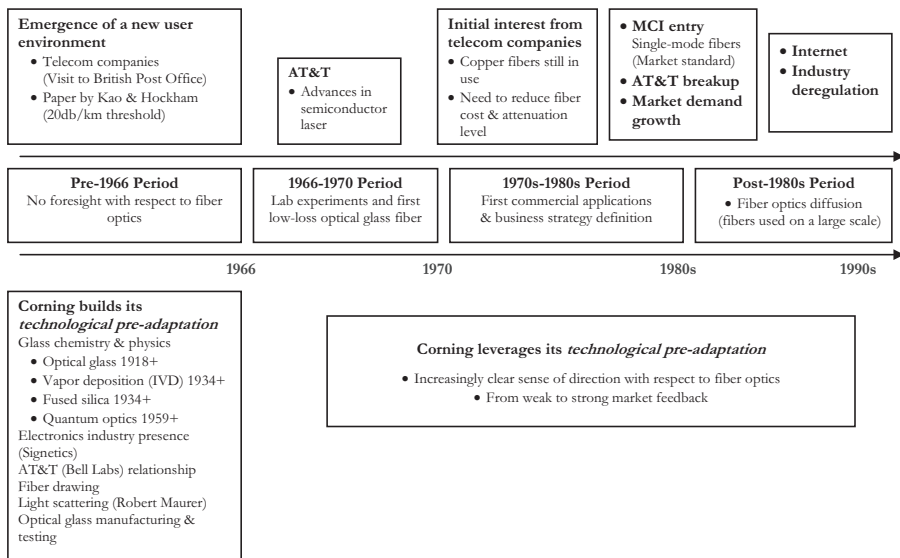 Emergence of a new user
environment
• Telecom companies
(Visit to British Post Office)
• Paper by Kao & Hockham
(20db/km threshold)
AT&T
• Advances in
semiconductor
laser
Initial interest from
telecom companies
• Copper fibers still in
use
• Need to reduce fiber
cost & attenuation
level
• MCI entry
Single-mode fibers
(Market standard)
• AT&T breakup
• Market demand
growth
• Internet
• Industry
deregulation
Pre-1966 Period
No foresight with respect to fiber
optics
1966-1970 Period
Lab experiments and first
low-loss optical glass fiber
1970s-1980s Period
First commercial applications
& business strategy definition
Post-1980s Period
• Fiber optics diffusion
(fibers used on a large scale)
1966
1970
1980s
1990s
Corning builds its
technological pre-adaptation
Glass chemistry & physics
• Optical glass 1918+
• Vapor deposition (IVD) 1934+
• Fused silica 1934+
• Quantum optics 1959+
Electronics industry presence
(Signetics)
AT&T (Bell Labs) relationship
Fiber drawing
Light scattering (Robert Maurer)
Optical glass manufacturing &
testing
Corning leverages its technological pre-adaptation
• Increasingly clear sense of direction with respect to fiber optics
• From weak to strong market feedback